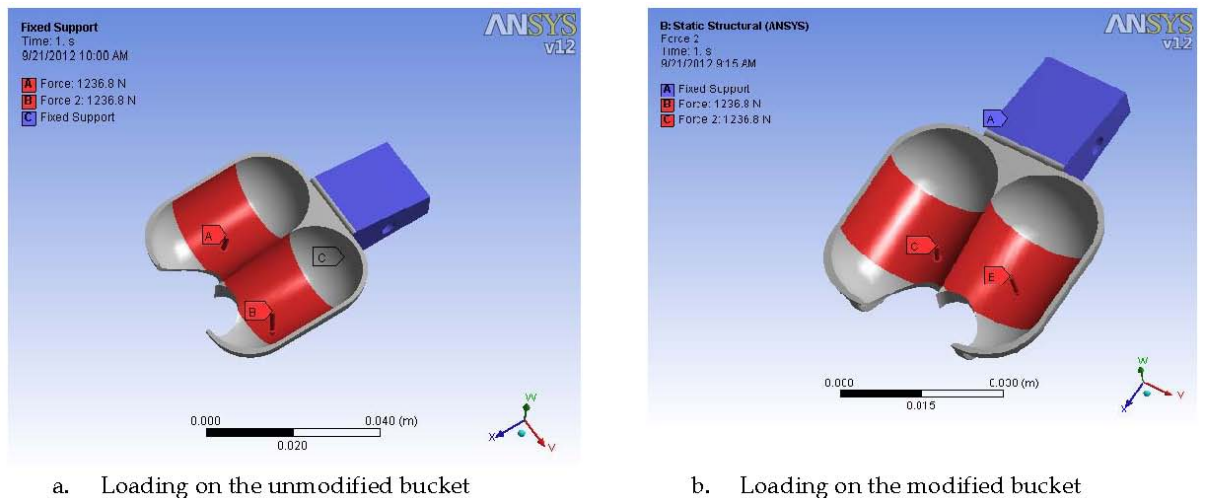 Fixed Support
Time: 1. s
9/21/2012 10:00 AM
A Force: 1236.8 N
B Force 2: 1236.8 N
C Fixed Support
ANSYS
v12
A
C
B
0.000
0.040 (m)
0.020
W
X
V
a. Loading on the unmodified bucket
B: Static Structural (ANSYS)
Force 2
Time: 1. s
9/21/2012 9:15 AM
A Fixed Support
B Force: 1236.8 N
C Force 2: 1236.8 N
ANSYS
v12
A
C
0.000
0.030 (m)
0.015
W
X
V
b. Loading on the modified bucket